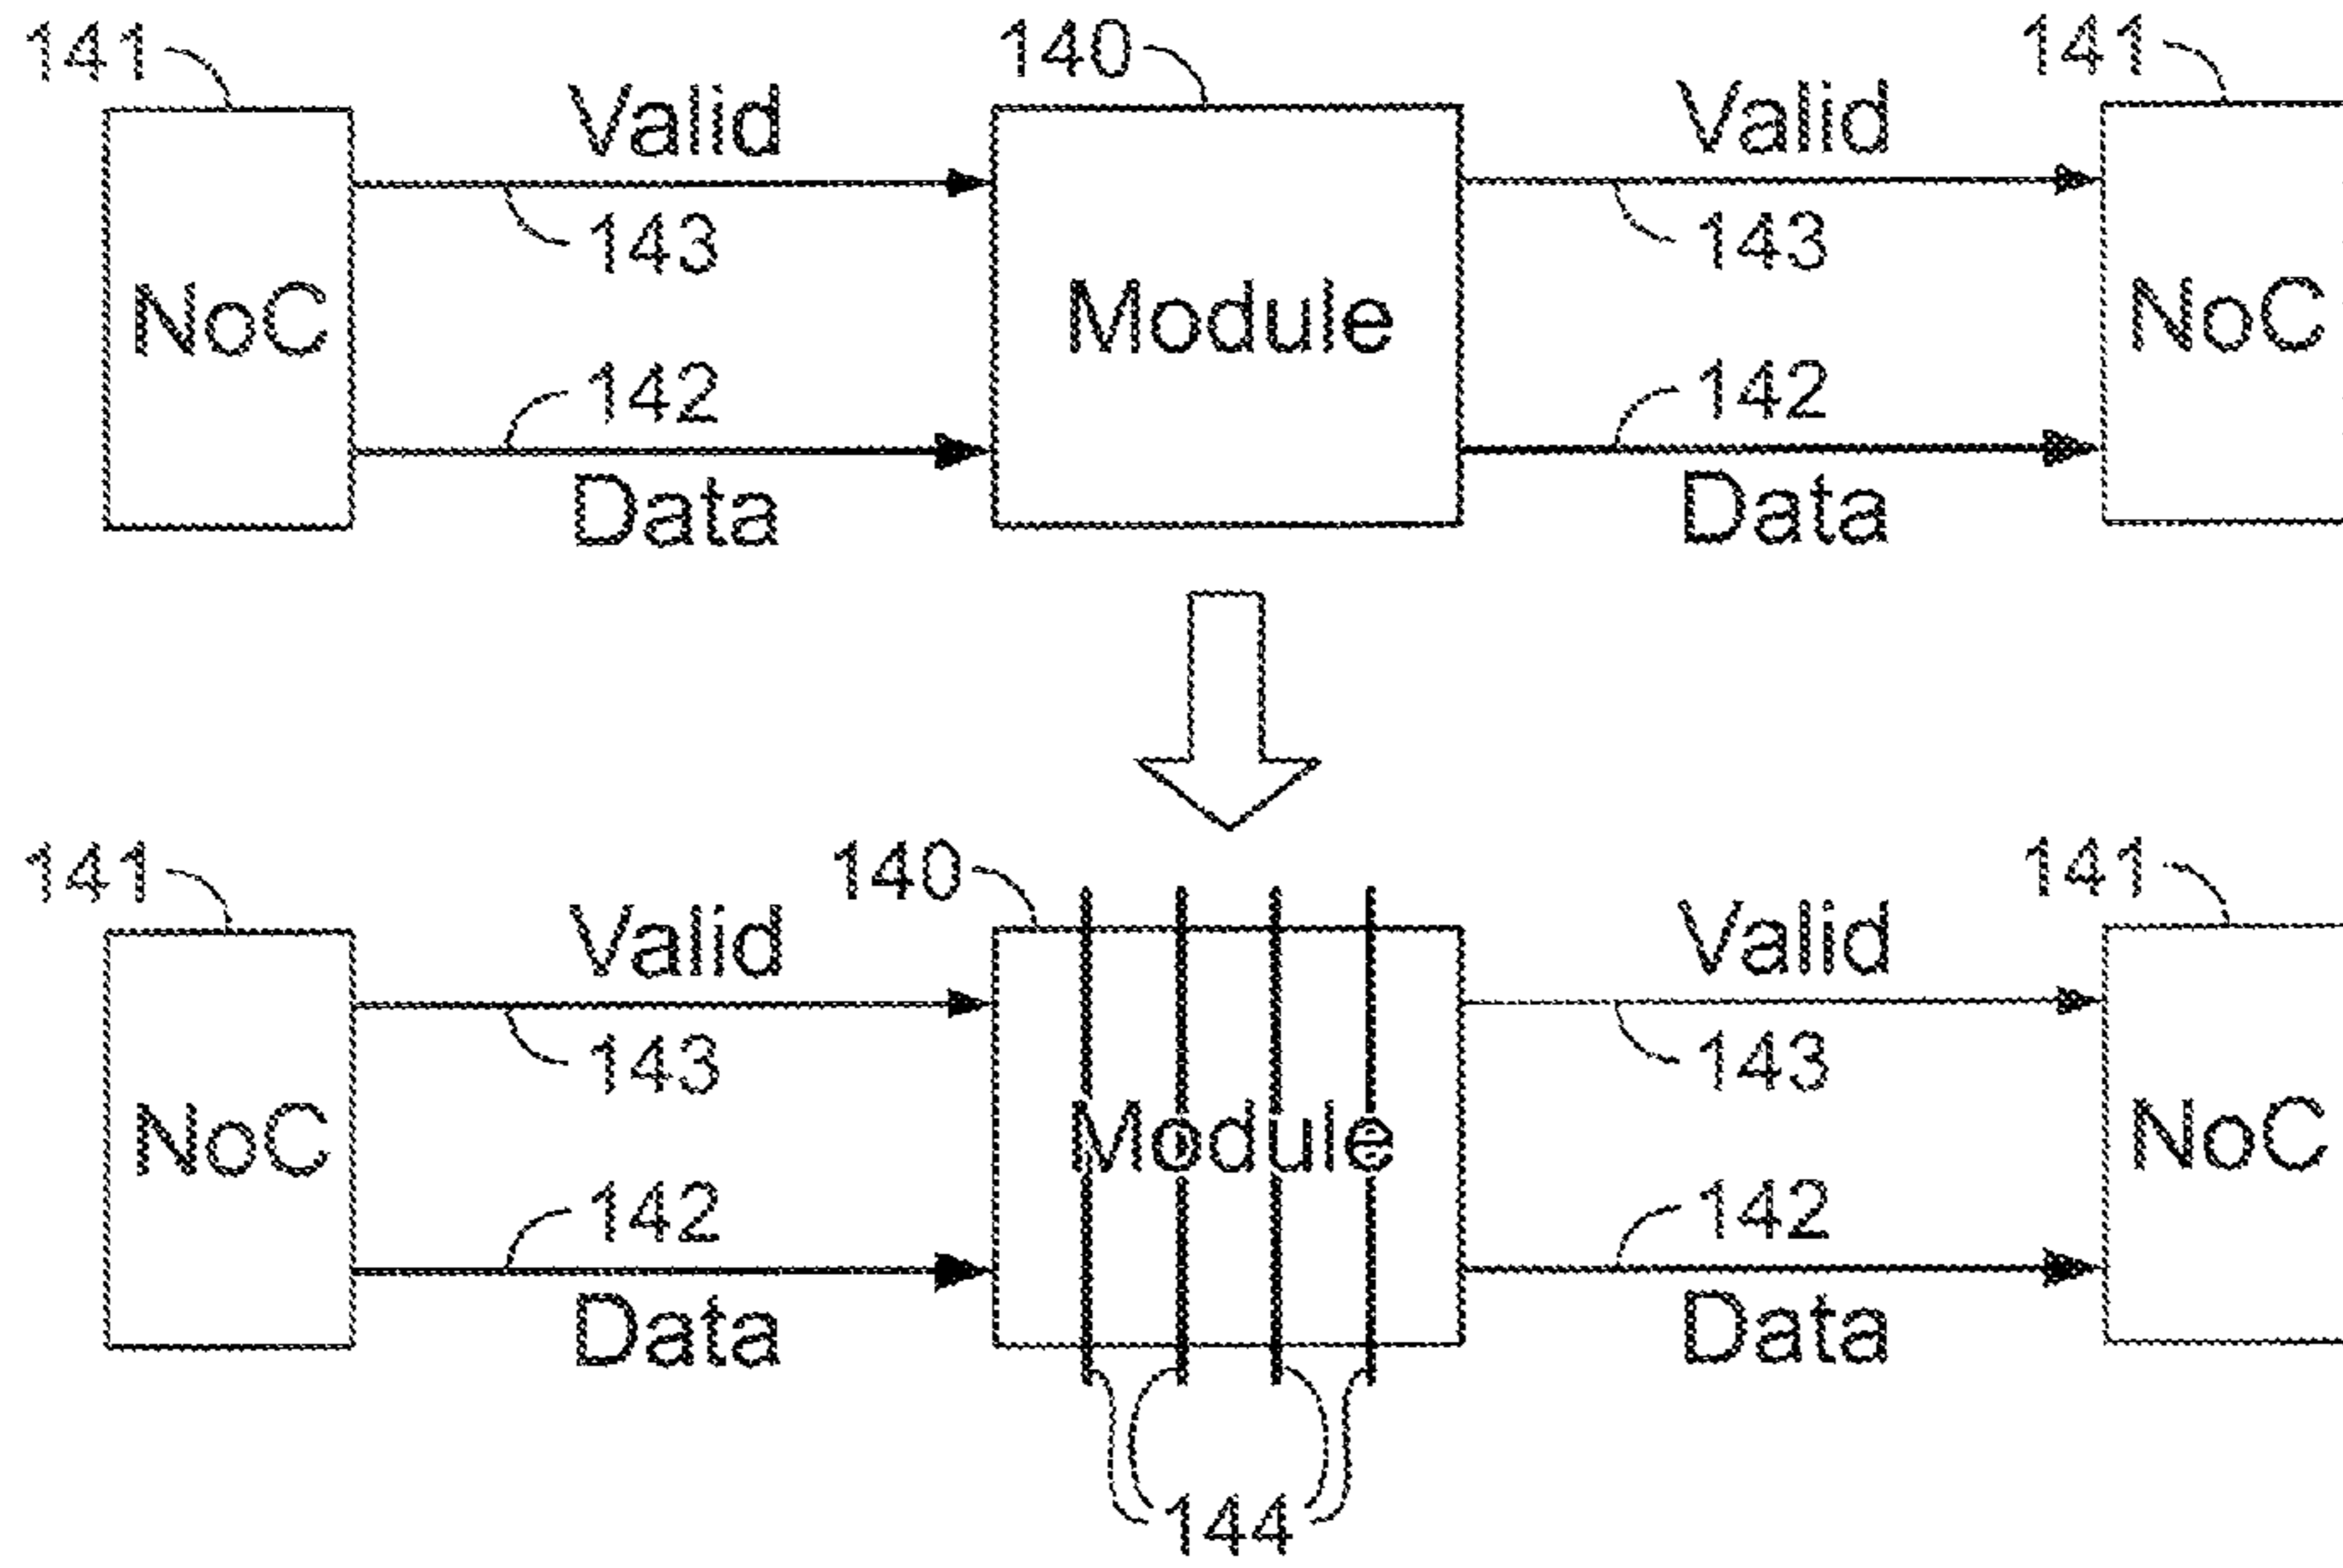 141 140 141
Valid Valid
143 143
NoC Module NoC
142 142
Data Data
141 140 141
Valid Valid
143 143
NoC Module NoC
142 142
Data Data
144